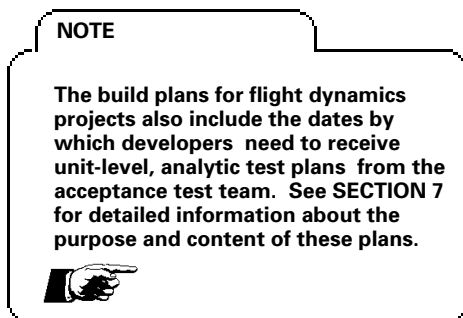 NOTE
The build plans for flight dynamics
projects also include the dates by
which developers need to receive
unit-level, analytic test plans from the
acceptance test team. See SECTION 7
for detailed information about the
purpose and content of these plans.